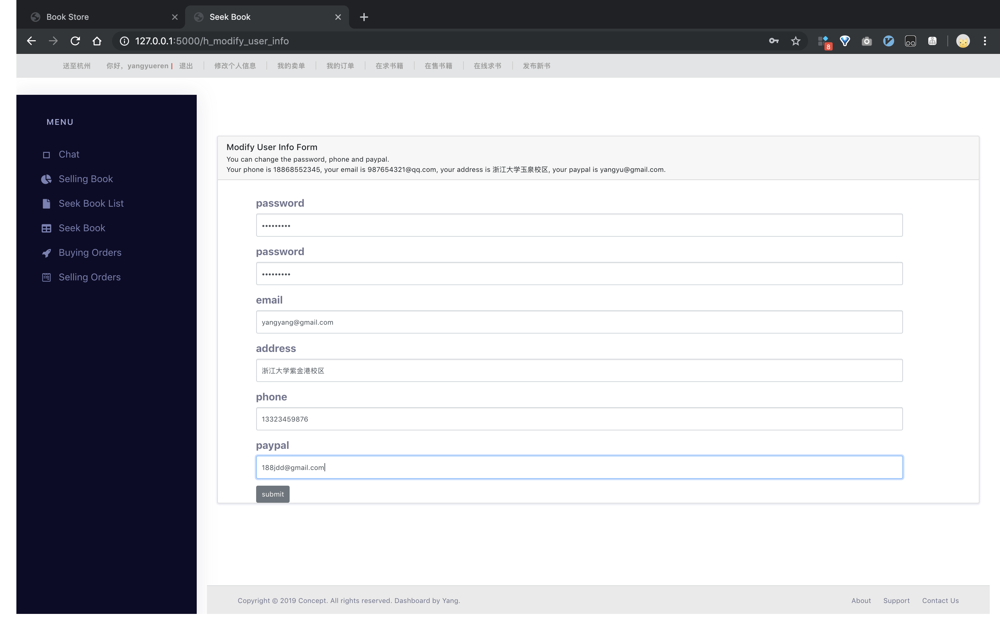 Book Store
Seek Book
127.0.0.1:5000/h_modify_user_info
8
送至杭州 你好，yangyueren | 退出 修改个人信息 我的卖单 我的订单 在求书籍 在售书籍 在线求书 发布新书
MENU
Chat
Selling Book
Seek Book List
Seek Book
Buying Orders
Selling Orders
Modify User Info Form
You can change the password, phone and paypal.
Your phone is 18868552345, your email is 987654321@qq.com, your address is 浙江大学玉泉校区, your paypal is yangyu@gmail.com.
password
•••••••••
password
•••••••••
email
yangyang@gmail.com
address
浙江大学紫金港校区
phone
13323459876
paypal
188jdd@gmail.com
submit
Copyright © 2019 Concept. All rights reserved. Dashboard by Yang.
About Support Contact Us